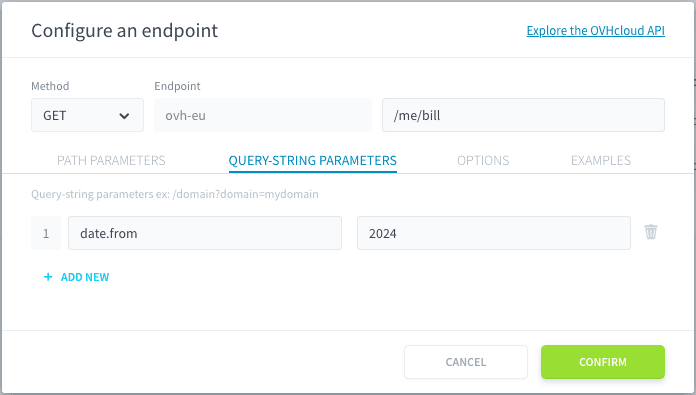 Configure an endpoint
Explore the OVHcloud API
Method
Endpoint
GET
ovh-eu
/me/bill
PATH PARAMETERS
QUERY-STRING PARAMETERS
OPTIONS
EXAMPLES
Query-string parameters ex: /domain?domain=mydomain
1
date.from
2024
+ ADD NEW
CANCEL
CONFIRM